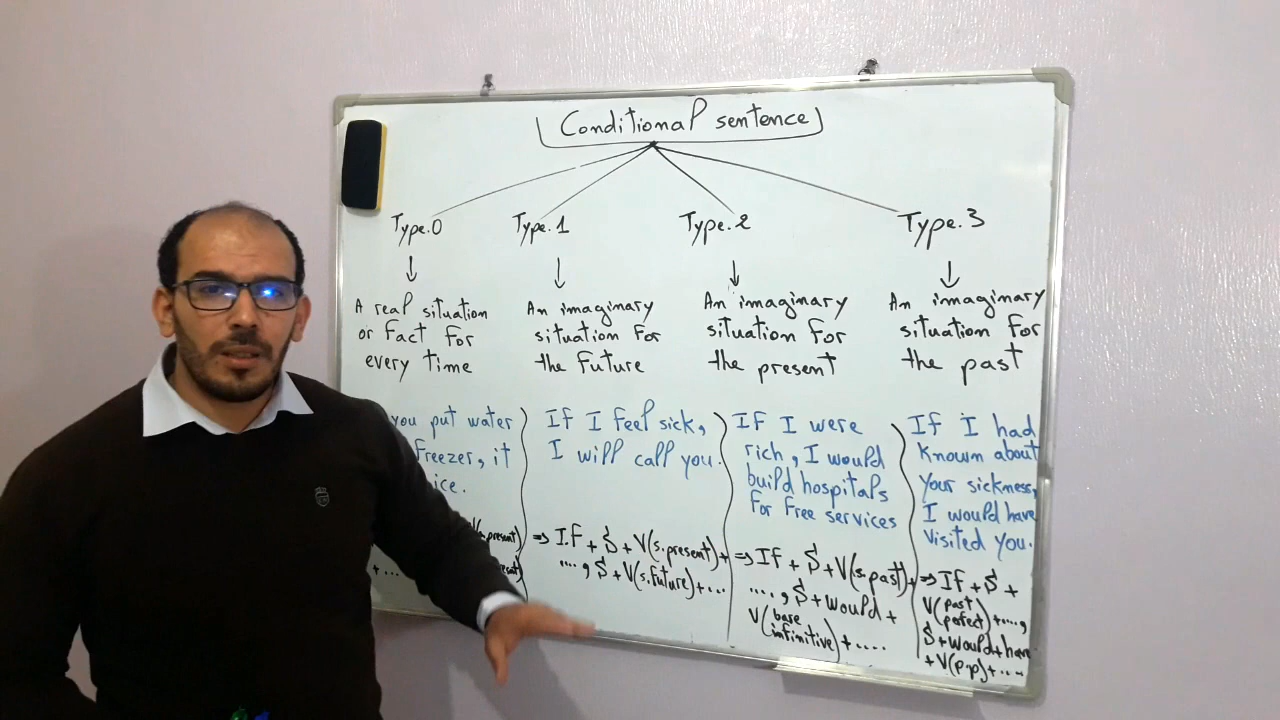 Conditional sentence
Type.0
A real situation
or fact for
every time
you put water
freezer, it
ice.
(s.present)
+...
Type.1
An imaginary
situation for
the future
If I feel sick,
I will call you.
⇒ If + S + V(s.present) +
...., S + V(s.future) + ...
Type.2
An imaginary
situation for
the present
If I were
rich, I would
build hospitals
for free services
⇒ If + S + V(s.past) +
...., S + would +
V(base
infinitive) + ....
Type.3
An imaginary
situation for
the past
If I had
known about
your sickness,
I would have
visited you.
⇒ If + S +
V(past
perfect) + ....,
S + would + have
+ V(p.p) + ....